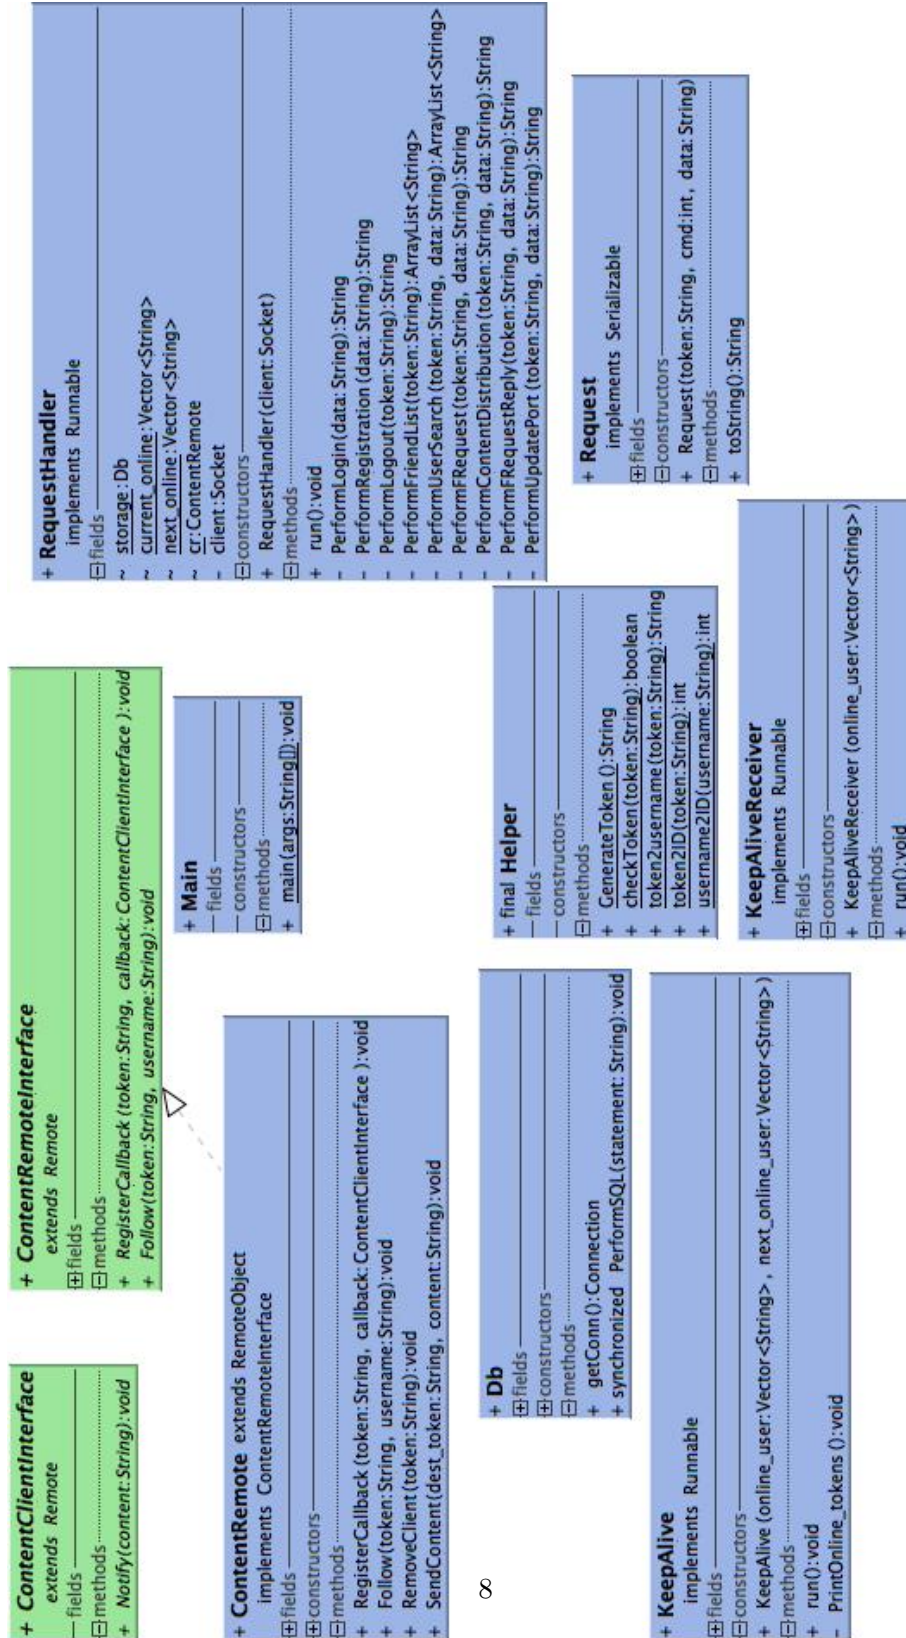 + ContentClientInterface
extends Remote
fields
methods
+ Notify(content:String):void
+ ContentRemoteInterface
extends Remote
fields
methods
+ RegisterCallback (token:String, callback:ContentClientInterface ):void
+ Follow(token:String, username:String):void
+ RequestHandler
implements Runnable
fields
~ storage:Db
~ current_online:Vector<String>
~ next_online:Vector<String>
~ cr:ContentRemote
- client:Socket
constructors
+ RequestHandler(client:Socket)
methods
+ run():void
- PerformLogin(data:String):String
- PerformRegistration(data:String):String
- PerformLogout(token:String):String
- PerformFriendList(token:String):ArrayList<String>
- PerformUserSearch(token:String, data:String):ArrayList<String>
- PerformFRequest(token:String, data:String):String
- PerformContentDistribution(token:String, data:String):String
- PerformFRequestReply(token:String, data:String):String
- PerformUpdatePort(token:String, data:String):String
+ Main
fields
constructors
methods
+ main(args:String[]):void
+ ContentRemote extends RemoteObject
implements ContentRemoteInterface
fields
constructors
methods
+ RegisterCallback (token:String, callback:ContentClientInterface ):void
+ Follow(token:String, username:String):void
+ RemoveClient(token:String):void
+ SendContent(dest_token:String, content:String):void
+ Db
fields
constructors
methods
+ getConn():Connection
+ synchronized PerformSQL(statement: String):void
+ final Helper
fields
constructors
methods
+ GenerateToken ():String
+ checkToken(token:String):boolean
+ token2username(token:String):String
+ token2ID(token:String):int
+ username2ID(username:String):int
+ Request
implements Serializable
fields
constructors
+ Request(token:String, cmd:int, data:String)
methods
+ toString():String
+ KeepAlive
implements Runnable
fields
constructors
+ KeepAlive (online_user:Vector<String>, next_online_user:Vector<String>)
methods
+ run():void
- PrintOnline_tokens ():void
+ KeepAliveReceiver
implements Runnable
fields
constructors
+ KeepAliveReceiver (online_user:Vector<String>)
methods
+ run():void
8